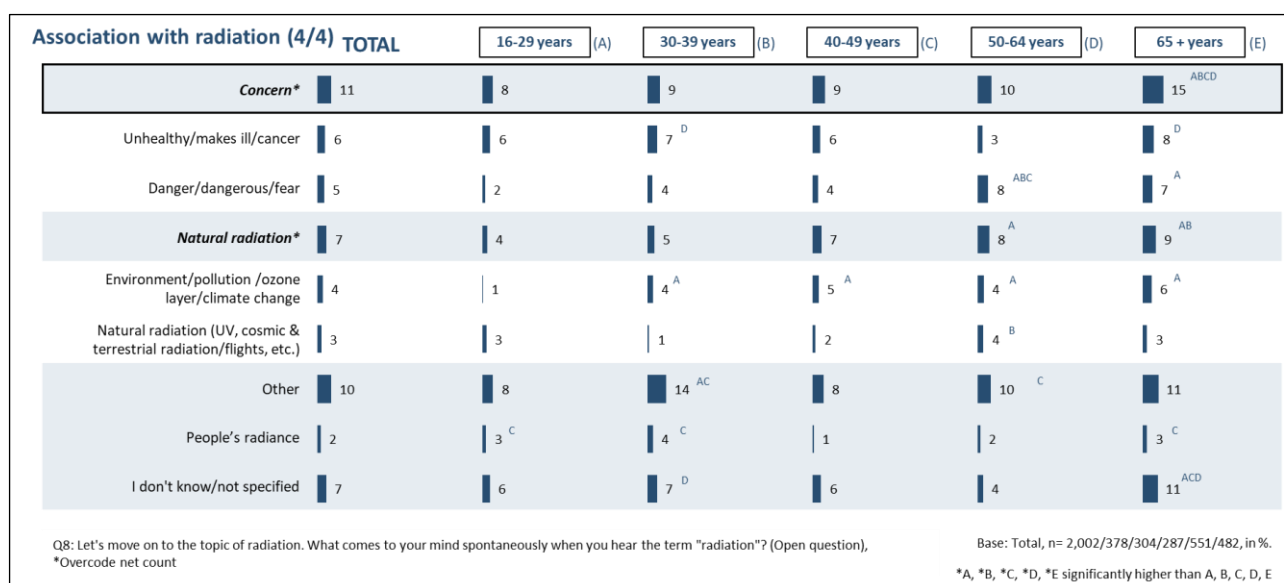 Association with radiation (4/4) TOTAL 16-29 years (A) 30-39 years (B) 40-49 years (C) 50-64 years (D) 65 + years (E)
Concern* 11 8 9 9 10 15 ABCD
Unhealthy/makes ill/cancer 6 6 7 D 6 3 8 D
Danger/dangerous/fear 5 2 4 4 8 ABC 7 A
Natural radiation* 7 4 5 7 8 A 9 AB
Environment/pollution /ozone
layer/climate change 4 1 4 A 5 A 4 A 6 A
Natural radiation (UV, cosmic &
terrestrial radiation/flights, etc.) 3 3 1 2 4 B 3
Other 10 8 14 AC 8 10 C 11
People's radiance 2 3 C 4 C 1 2 3 C
I don't know/not specified 7 6 7 D 6 4 11 ACD
Q8: Let's move on to the topic of radiation. What comes to your mind spontaneously when you hear the term "radiation"? (Open question),
*Overcode net count
Base: Total, n= 2,002/378/304/287/551/482, in %.
*A, *B, *C, *D, *E significantly higher than A, B, C, D, E